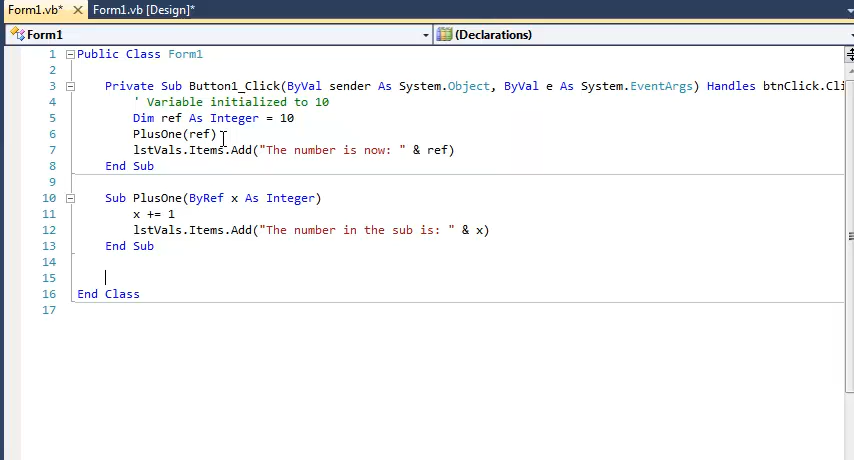 Form1.vb* Form1.vb [Design]*
Form1 (Declarations)
1 Public Class Form1
2
3 Private Sub Button1_Click(ByVal sender As System.Object, ByVal e As System.EventArgs) Handles btnClick.Cli
4 ' Variable initialized to 10
5 Dim ref As Integer = 10
6 PlusOne(ref)
7 lstVals.Items.Add("The number is now: " & ref)
8 End Sub
9
10 Sub PlusOne(ByRef x As Integer)
11 x += 1
12 lstVals.Items.Add("The number in the sub is: " & x)
13 End Sub
14
15
16 End Class
17